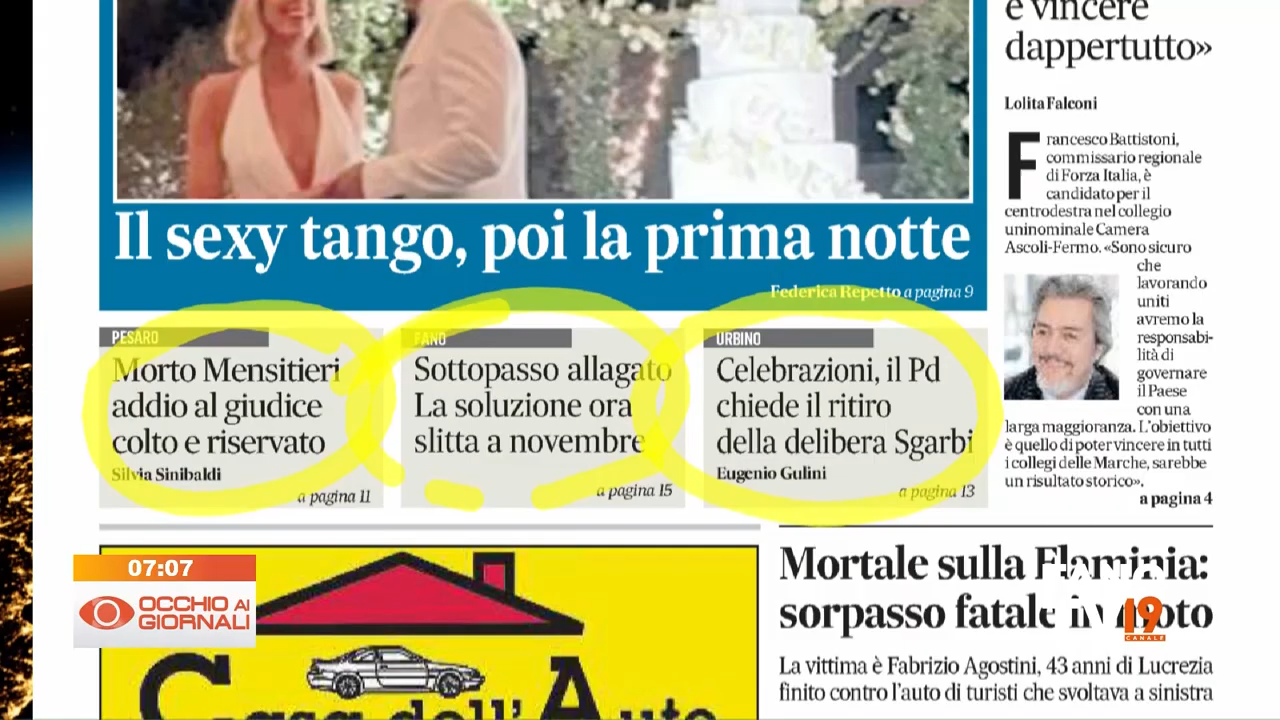 e vincere
dappertutto»
Lolita Falconi
Francesco Battistoni,
commissario regionale
di Forza Italia, è
candidato per il
centrodestra nel collegio
uninominale Camera
Ascoli-Fermo. «Sono sicuro
che
lavorando
uniti
avremo la
responsabi-
lità di
governare
il Paese
con una
larga maggioranza. L'obiettivo
è quello di poter vincere in tutti
i collegi delle Marche, sarebbe
un risultato storico».
a pagina 4
Il sexy tango, poi la prima notte
Federica Repetto a pagina 9
PESARO
Morto Mensitieri
addio al giudice
colto e riservato
Silvia Sinibaldi
a pagina 11
FANO
Sottopasso allagato
La soluzione ora
slitta a novembre
a pagina 15
URBINO
Celebrazioni, il Pd
chiede il ritiro
della delibera Sgarbi
Eugenio Gulini
a pagina 13
Mortale sulla Flaminia:
sorpasso fatale in moto
La vittima è Fabrizio Agostini, 43 anni di Lucrezia
finito contro l'auto di turisti che svoltava a sinistra
Casa dell'Auto
07:07
OCCHIO AI
GIORNALI
FANO
TV
19
CANALE